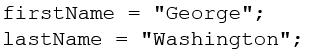 firstName = "George";
lastName = "Washington";